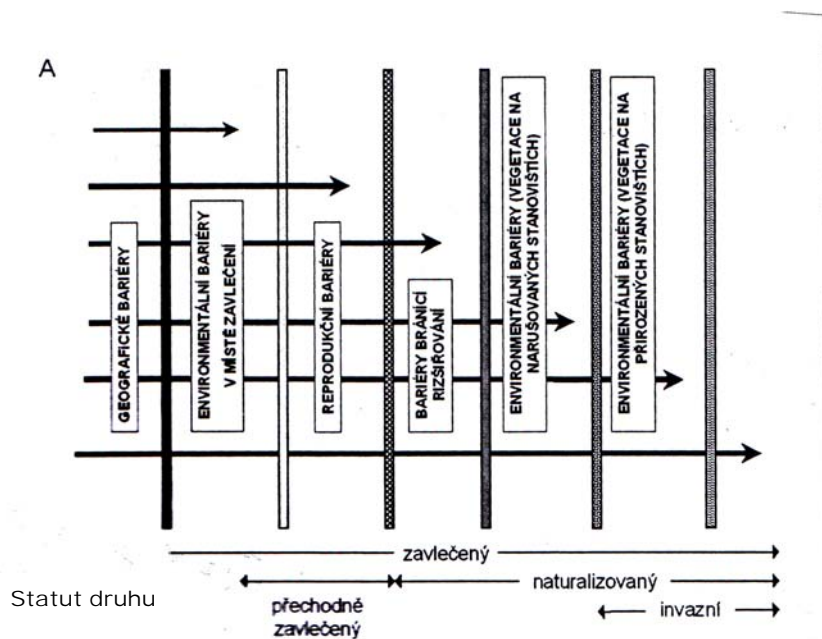 A
GEOGRAFICKÉ BARIÉRY
ENVIRONMENTÁLNÍ BARIÉRY
V MÍSTĚ ZAVLEČENÍ
REPRODUKČNÍ BARIÉRY
BARIÉRY BRÁNÍCÍ
RIZŠIŘOVÁNÍ
ENVIRONMENTÁLNÍ BARIÉRY (VEGETACE NA
NARUŠOVANÝCH STANOVIŠTÍCH)
ENVIRONMENTÁLNÍ BARIÉRY (VEGETACE NA
PŘIROZENÝCH STANOVIŠTÍCH)
zavlečený
naturalizovaný
Statut druhu
přechodně
zavlečený
invazní